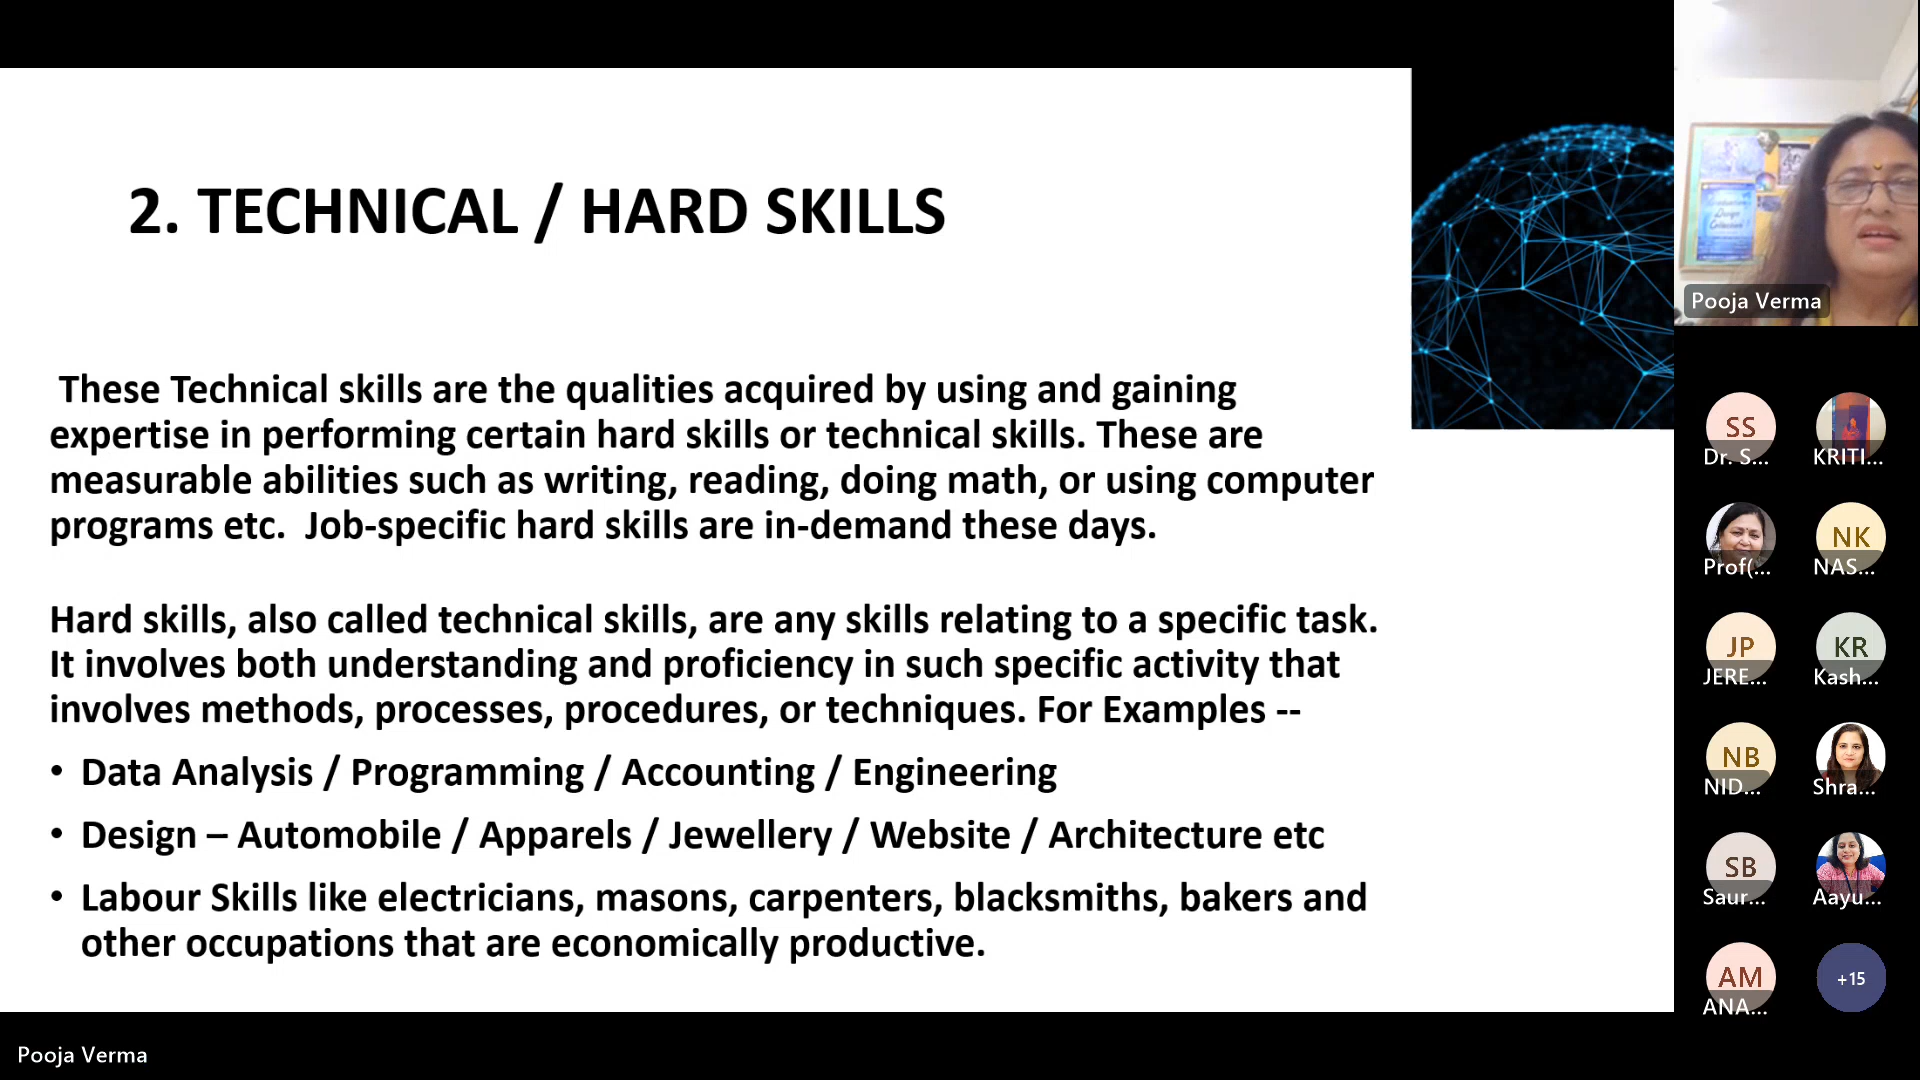 2. TECHNICAL / HARD SKILLS
These Technical skills are the qualities acquired by using and gaining
expertise in performing certain hard skills or technical skills. These are
measurable abilities such as writing, reading, doing math, or using computer
programs etc.  Job-specific hard skills are in-demand these days.
Hard skills, also called technical skills, are any skills relating to a specific task.
It involves both understanding and proficiency in such specific activity that
involves methods, processes, procedures, or techniques. For Examples --
• Data Analysis / Programming / Accounting / Engineering
• Design – Automobile / Apparels / Jewellery / Website / Architecture etc
• Labour Skills like electricians, masons, carpenters, blacksmiths, bakers and
other occupations that are economically productive.
Pooja Verma
SS
Dr. S...
KRITI...
Prof(...
NK
NAS...
JP
JERE...
KR
Kash...
NB
NID...
Shra...
SB
Saur...
Aayu...
AM
ANA...
+15
Pooja Verma